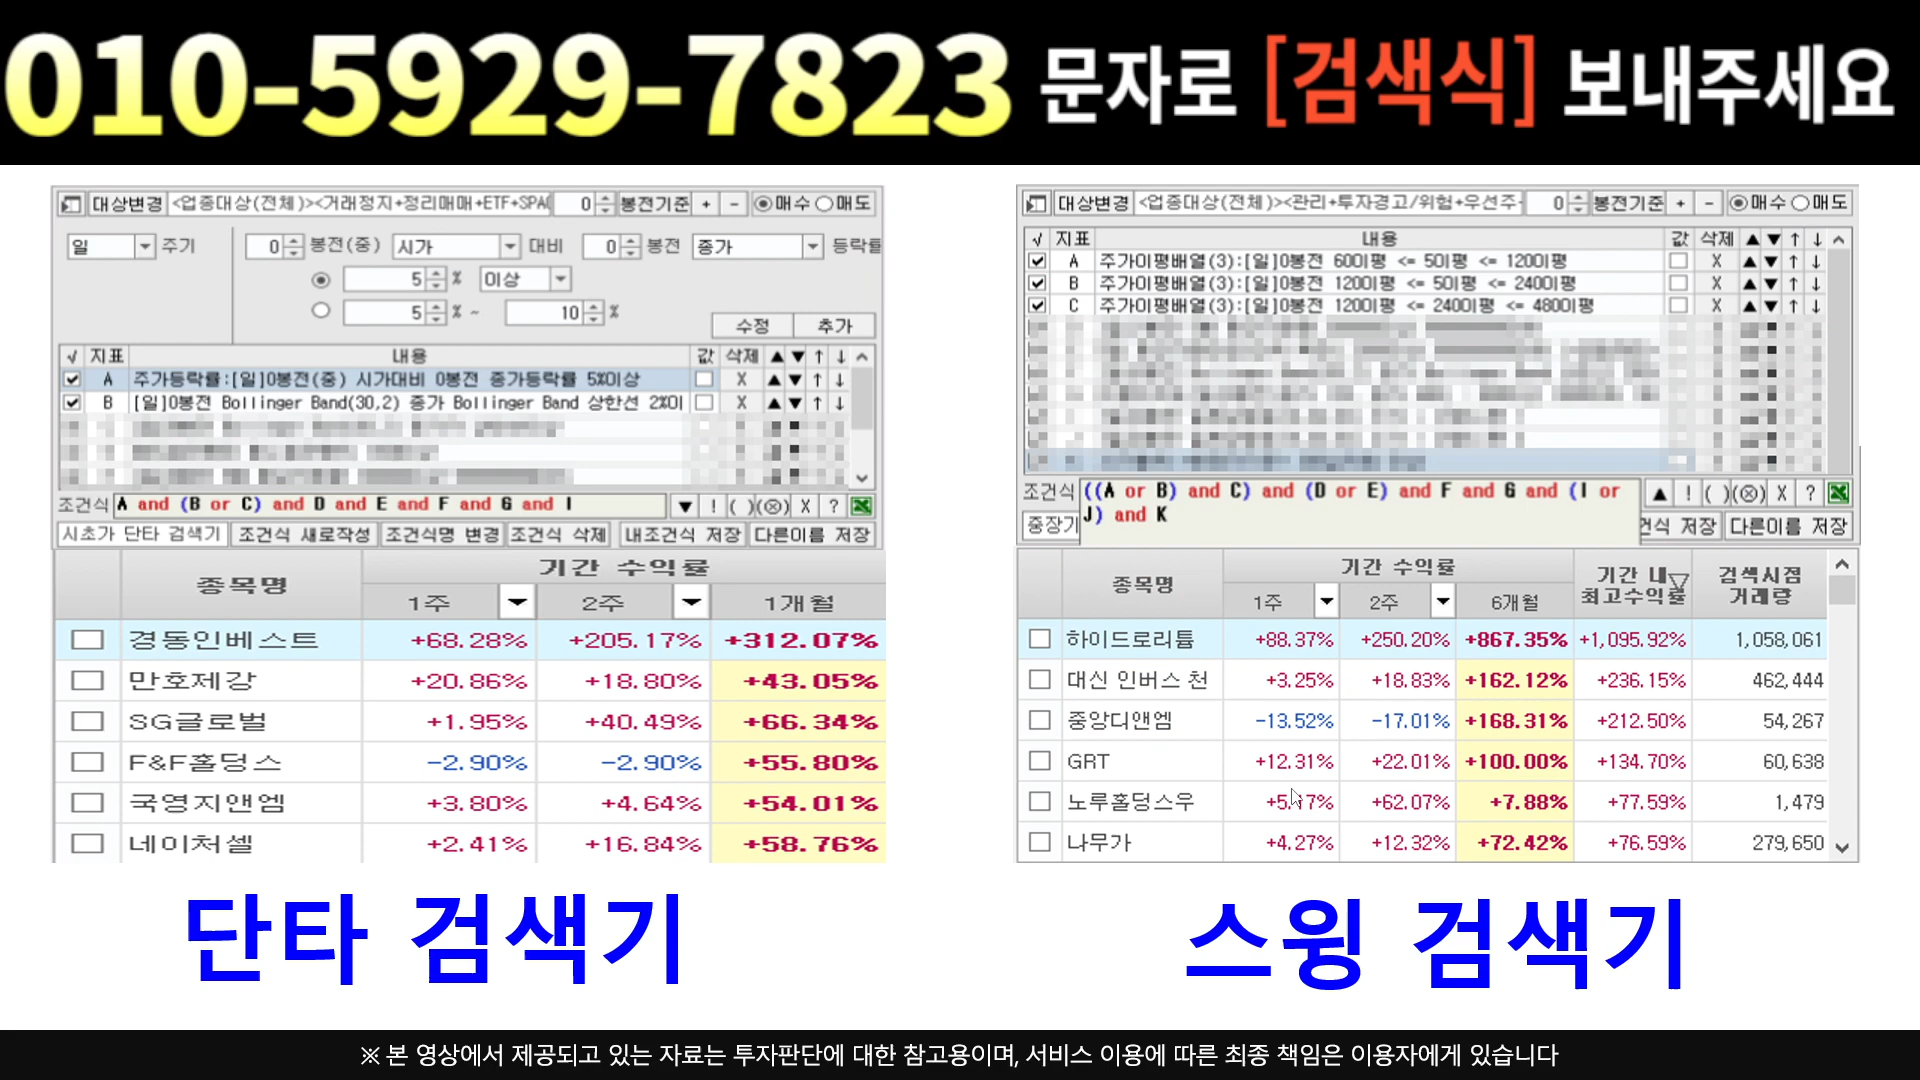 010-5929-7823 문자로 [검색식] 보내주세요
대상변경 <업종대상(전체)><거래정지+정리매매+ETF+SPAC 0 봉전기준 + - 매수 매도
일 주기 0 봉전(중) 시가 대비 0 봉전 종가 등락률
5 % 이상
5 % ~ 10 %
수정 추가
√ 지표 내용 값 삭제 ▲ ▼ ↑ ↓
A 주가등락률:[일]0봉전(중) 시가대비 0봉전 종가등락률 5%이상 X ▲ ▼ ↑ ↓
B [일]0봉전 Bollinger Band(30,2) 종가 Bollinger Band 상한선 2%이 X ▲ ▼ ↑ ↓
조건식 A and (B or C) and D and E and F and G and I ▼ ! ( )(⊗) X ?
시초가 단타 검색기 조건식 새로작성 조건식명 변경 조건식 삭제 내조건식 저장 다른이름 저장
종목명 기간 수익률
1주 2주 1개월
경동인베스트 +68.28% +205.17% +312.07%
만호제강 +20.86% +18.80% +43.05%
SG글로벌 +1.95% +40.49% +66.34%
F&F홀딩스 -2.90% -2.90% +55.80%
국영지앤엠 +3.80% +4.64% +54.01%
네이처셀 +2.41% +16.84% +58.76%
단타 검색기
대상변경 <업종대상(전체)><관리+투자경고/위험+우선주+ 0 봉전기준 + - 매수 매도
√ 지표 내용 값 삭제 ▲ ▼ ↑ ↓
A 주가이평배열(3):[일]0봉전 60이평 <= 5이평 <= 120이평 X ▲ ▼ ↑ ↓
B 주가이평배열(3):[일]0봉전 120이평 <= 5이평 <= 240이평 X ▲ ▼ ↑ ↓
C 주가이평배열(3):[일]0봉전 120이평 <= 240이평 <= 480이평 X ▲ ▼ ↑ ↓
조건식 ((A or B) and C) and (D or E) and F and G and (I or J) and K ▲ ! ( )(⊗) X ?
중장기 건식 저장 다른이름 저장
종목명 기간 수익률 기간 내 최고수익률 검색시점 거래량
1주 2주 6개월
하이드로리튬 +88.37% +250.20% +867.35% +1,095.92% 1,058,061
대신 인버스 천 +3.25% +18.83% +162.12% +236.15% 462,444
중앙디앤엠 -13.52% -17.01% +168.31% +212.50% 54,267
GRT +12.31% +22.01% +100.00% +134.70% 60,638
노루홀딩스우 +5.17% +62.07% +7.88% +77.59% 1,479
나무가 +4.27% +12.32% +72.42% +76.59% 279,650
스윙 검색기
※ 본 영상에서 제공되고 있는 자료는 투자판단에 대한 참고용이며, 서비스 이용에 따른 최종 책임은 이용자에게 있습니다